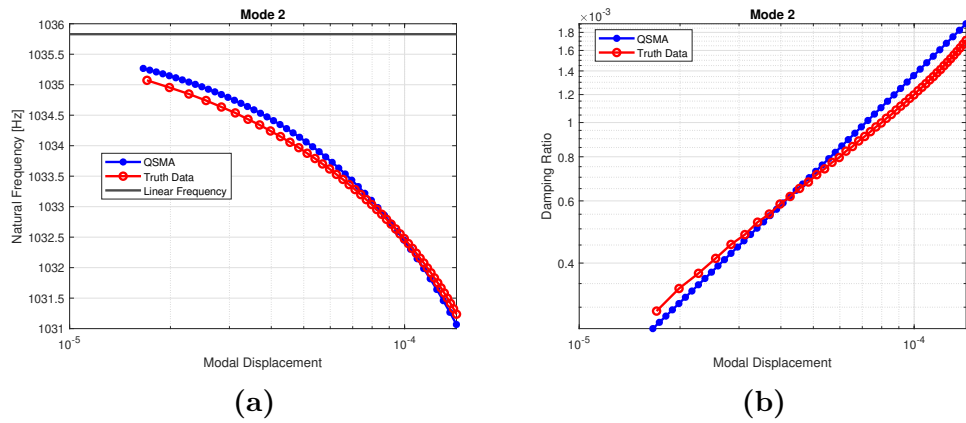 Mode 2
1036
1035.5
1035
1034.5
1034
1033.5
1033
1032.5
1032
1031.5
1031
Natural Frequency [Hz]
QSMA
Truth Data
Linear Frequency
10^-5
10^-4
Modal Displacement
(a)
Mode 2
×10^-3
1.8
1.6
1.4
1.2
1
0.8
0.6
0.4
Damping Ratio
QSMA
Truth Data
10^-5
10^-4
Modal Displacement
(b)